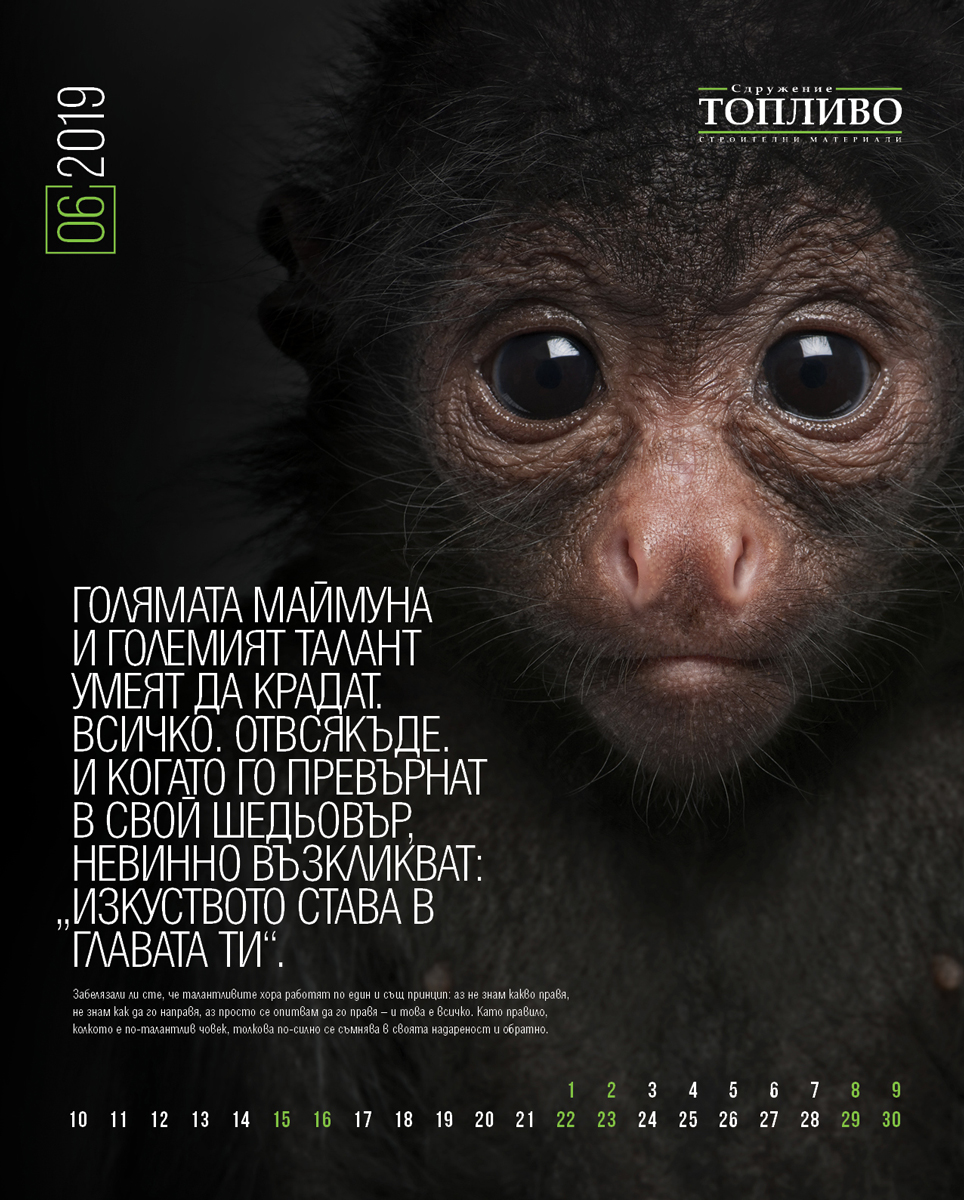 06 2019
Сдружение
ТОПЛИВО
СТРОИТЕЛНИ МАТЕРИАЛИ
ГОЛЯМАТА МАЙМУНА
И ГОЛЕМИЯТ ТАЛАНТ
УМЕЯТ ДА КРАДАТ.
ВСИЧКО. ОТВСЯКЪДЕ.
И КОГАТО ГО ПРЕВЪРНАТ
В СВОЙ ШЕДЬОВЪР,
НЕВИННО ВЪЗКЛИКВАТ:
„ИЗКУСТВОТО СТАВА В
ГЛАВАТА ТИ“.
Забелязали ли сте, че талантливите хора работят по един и същ принцип: аз не знам какво правя,
не знам как да го направя, аз просто се опитвам да го правя – и това е всичко. Като правило,
колкото е по-талантлив човек, толкова по-силно се съмнява в своята надареност и обратно.
1 2 3 4 5 6 7 8 9
10 11 12 13 14 15 16 17 18 19 20 21 22 23 24 25 26 27 28 29 30